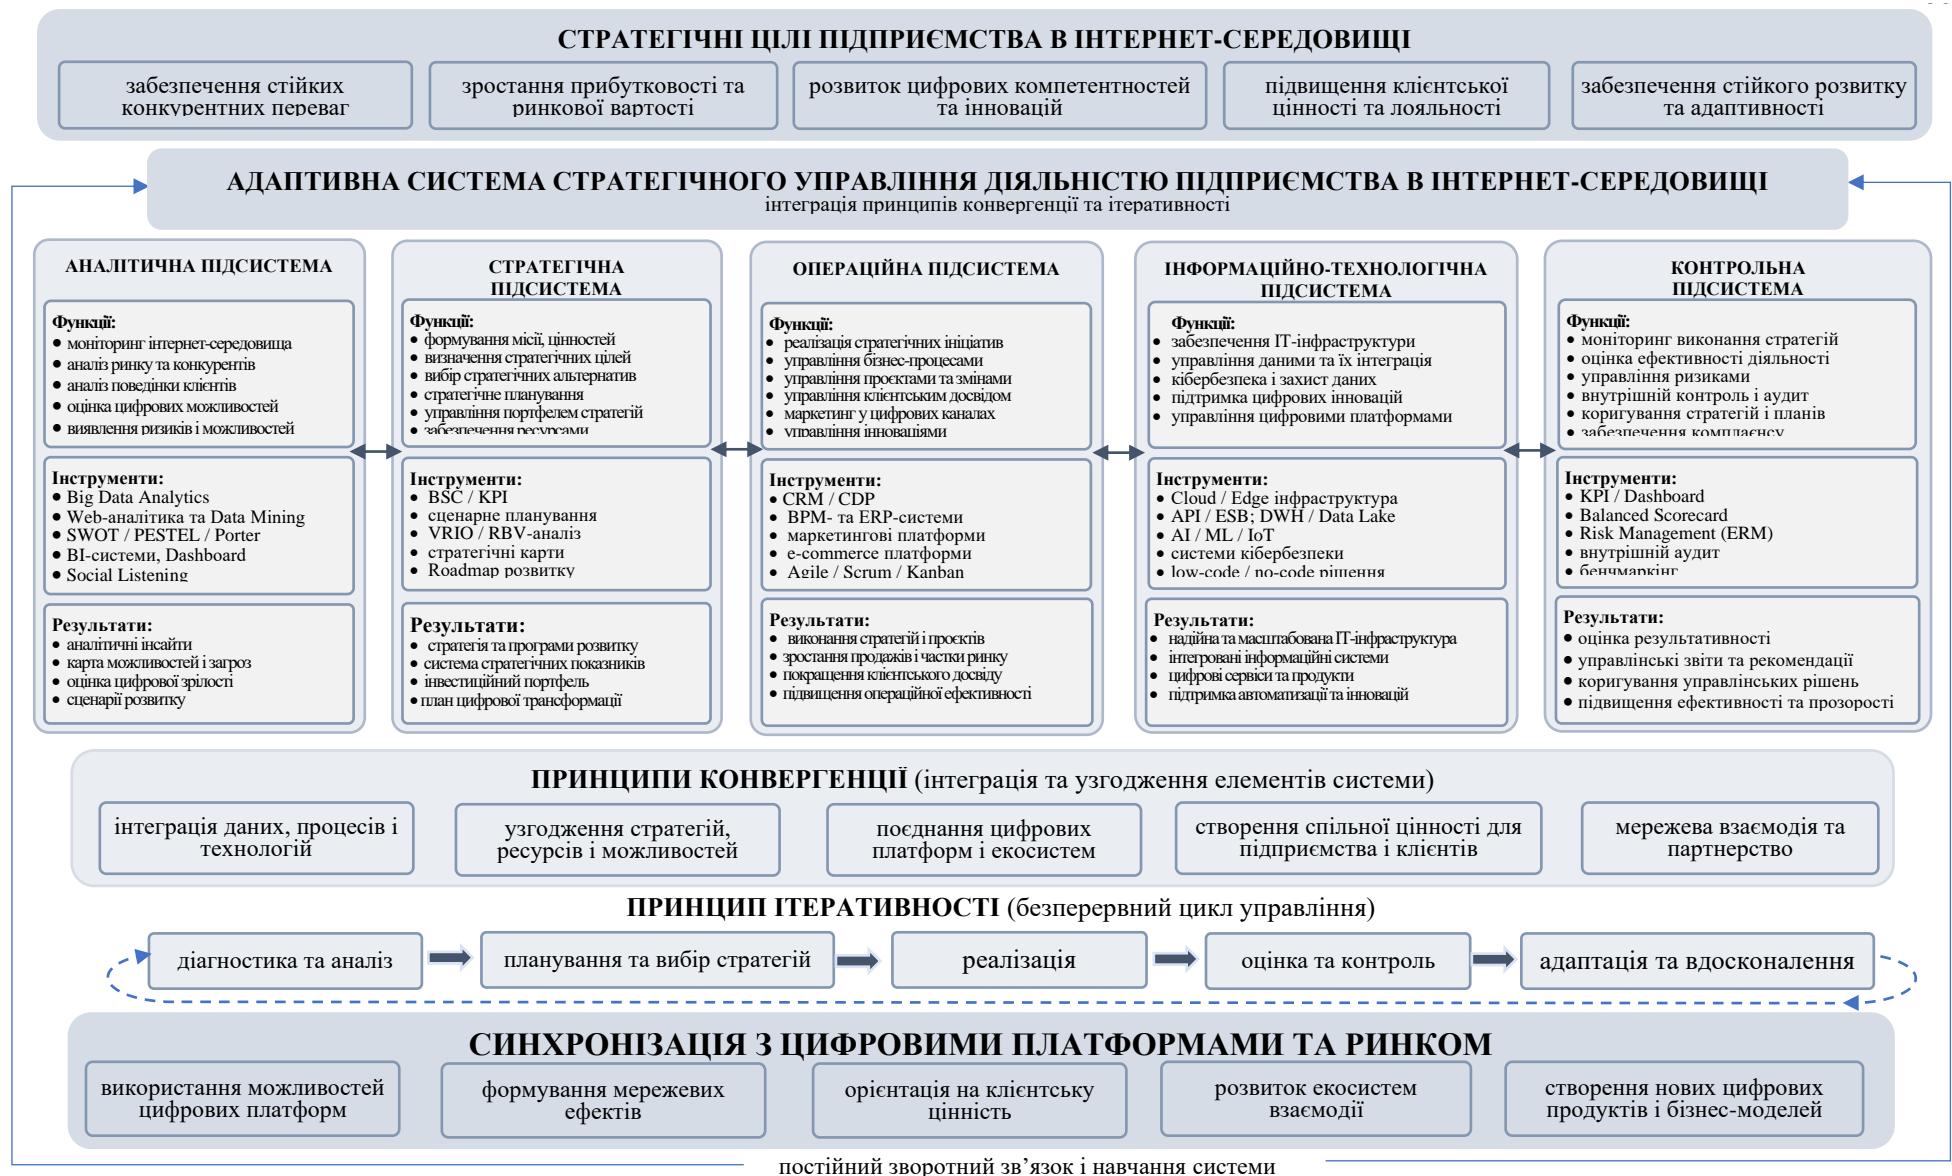 СТРАТЕГІЧНІ ЦІЛІ ПІДПРИЄМСТВА В ІНТЕРНЕТ-СЕРЕДОВИЩІ
забезпечення стійких
конкурентних переваг
зростання прибутковості та
ринкової вартості
розвиток цифрових компетентностей
та інновацій
підвищення клієнтської
цінності та лояльності
забезпечення стійкого розвитку
та адаптивності
АДАПТИВНА СИСТЕМА СТРАТЕГІЧНОГО УПРАВЛІННЯ ДІЯЛЬНІСТЮ ПІДПРИЄМСТВА В ІНТЕРНЕТ-СЕРЕДОВИЩІ
інтеграція принципів конвергенції та ітеративності
АНАЛІТИЧНА ПІДСИСТЕМА
Функції:
● моніторинг інтернет-середовища
● аналіз ринку та конкурентів
● аналіз поведінки клієнтів
● оцінка цифрових можливостей
● виявлення ризиків і можливостей
Інструменти:
● Big Data Analytics
● Web-аналітика та Data Mining
● SWOT / PESTEL / Porter
● BI-системи, Dashboard
● Social Listening
Результати:
● аналітичні інсайти
● карта можливостей і загроз
● оцінка цифрової зрілості
● сценарії розвитку
СТРАТЕГІЧНА
ПІДСИСТЕМА
Функції:
● формування місії, цінностей
● визначення стратегічних цілей
● вибір стратегічних альтернатив
● стратегічне планування
● управління портфелем стратегій
● забезпечення ресурсами
Інструменти:
● BSC / KPI
● сценарне планування
● VRIO / RBV-аналіз
● стратегічні карти
● Roadmap розвитку
Результати:
● стратегія та програми розвитку
● система стратегічних показників
● інвестиційний портфель
● план цифрової трансформації
ОПЕРАЦІЙНА ПІДСИСТЕМА
Функції:
● реалізація стратегічних ініціатив
● управління бізнес-процесами
● управління проєктами та змінами
● управління клієнтським досвідом
● маркетинг у цифрових каналах
● управління інноваціями
Інструменти:
● CRM / CDP
● BPM- та ERP-системи
● маркетингові платформи
● e-commerce платформи
● Agile / Scrum / Kanban
Результати:
● виконання стратегій і проєктів
● зростання продажів і частки ринку
● покращення клієнтського досвіду
● підвищення операційної ефективності
ІНФОРМАЦІЙНО-ТЕХНОЛОГІЧНА
ПІДСИСТЕМА
Функції:
● забезпечення ІТ-інфраструктури
● управління даними та їх інтеграція
● кібербезпека і захист даних
● підтримка цифрових інновацій
● управління цифровими платформами
Інструменти:
● Cloud / Edge інфраструктура
● API / ESB; DWH / Data Lake
● AI / ML / IoT
● системи кібербезпеки
● low-code / no-code рішення
Результати:
● надійна та масштабована ІТ-інфраструктура
● інтегровані інформаційні системи
● цифрові сервіси та продукти
● підтримка автоматизації та інновацій
КОНТРОЛЬНА
ПІДСИСТЕМА
Функції:
● моніторинг виконання стратегій
● оцінка ефективності діяльності
● управління ризиками
● внутрішній контроль і аудит
● коригування стратегій і планів
● забезпечення комплаєнсу
Інструменти:
● KPI / Dashboard
● Balanced Scorecard
● Risk Management (ERM)
● внутрішній аудит
● бенчмаркінг
Результати:
● оцінка результативності
● управлінські звіти та рекомендації
● коригування управлінських рішень
● підвищення ефективності та прозорості
ПРИНЦИПИ КОНВЕРГЕНЦІЇ (інтеграція та узгодження елементів системи)
інтеграція даних, процесів і
технологій
узгодження стратегій,
ресурсів і можливостей
поєднання цифрових
платформ і екосистем
створення спільної цінності для
підприємства і клієнтів
мережева взаємодія та
партнерство
ПРИНЦИП ІТЕРАТИВНОСТІ (безперервний цикл управління)
діагностика та аналіз
планування та вибір стратегій
реалізація
оцінка та контроль
адаптація та вдосконалення
СИНХРОНІЗАЦІЯ З ЦИФРОВИМИ ПЛАТФОРМАМИ ТА РИНКОМ
використання можливостей
цифрових платформ
формування мережевих
ефектів
орієнтація на клієнтську
цінність
розвиток екосистем
взаємодії
створення нових цифрових
продуктів і бізнес-моделей
постійний зворотний зв’язок і навчання системи